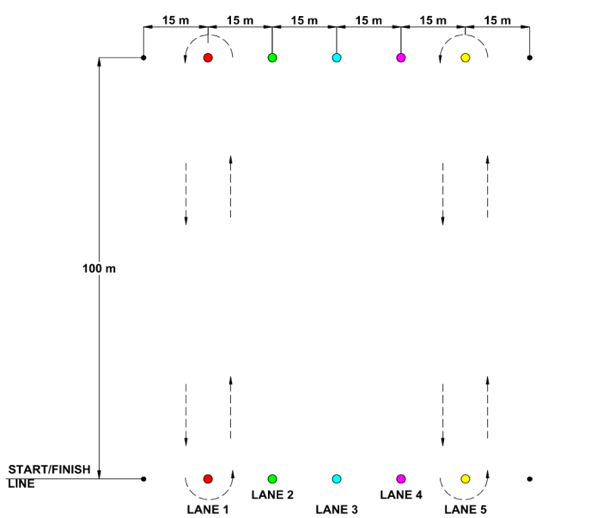 15 m 15 m 15 m 15 m 15 m 15 m
100 m
START/FINISH
LINE
LANE 1 LANE 2 LANE 3 LANE 4 LANE 5